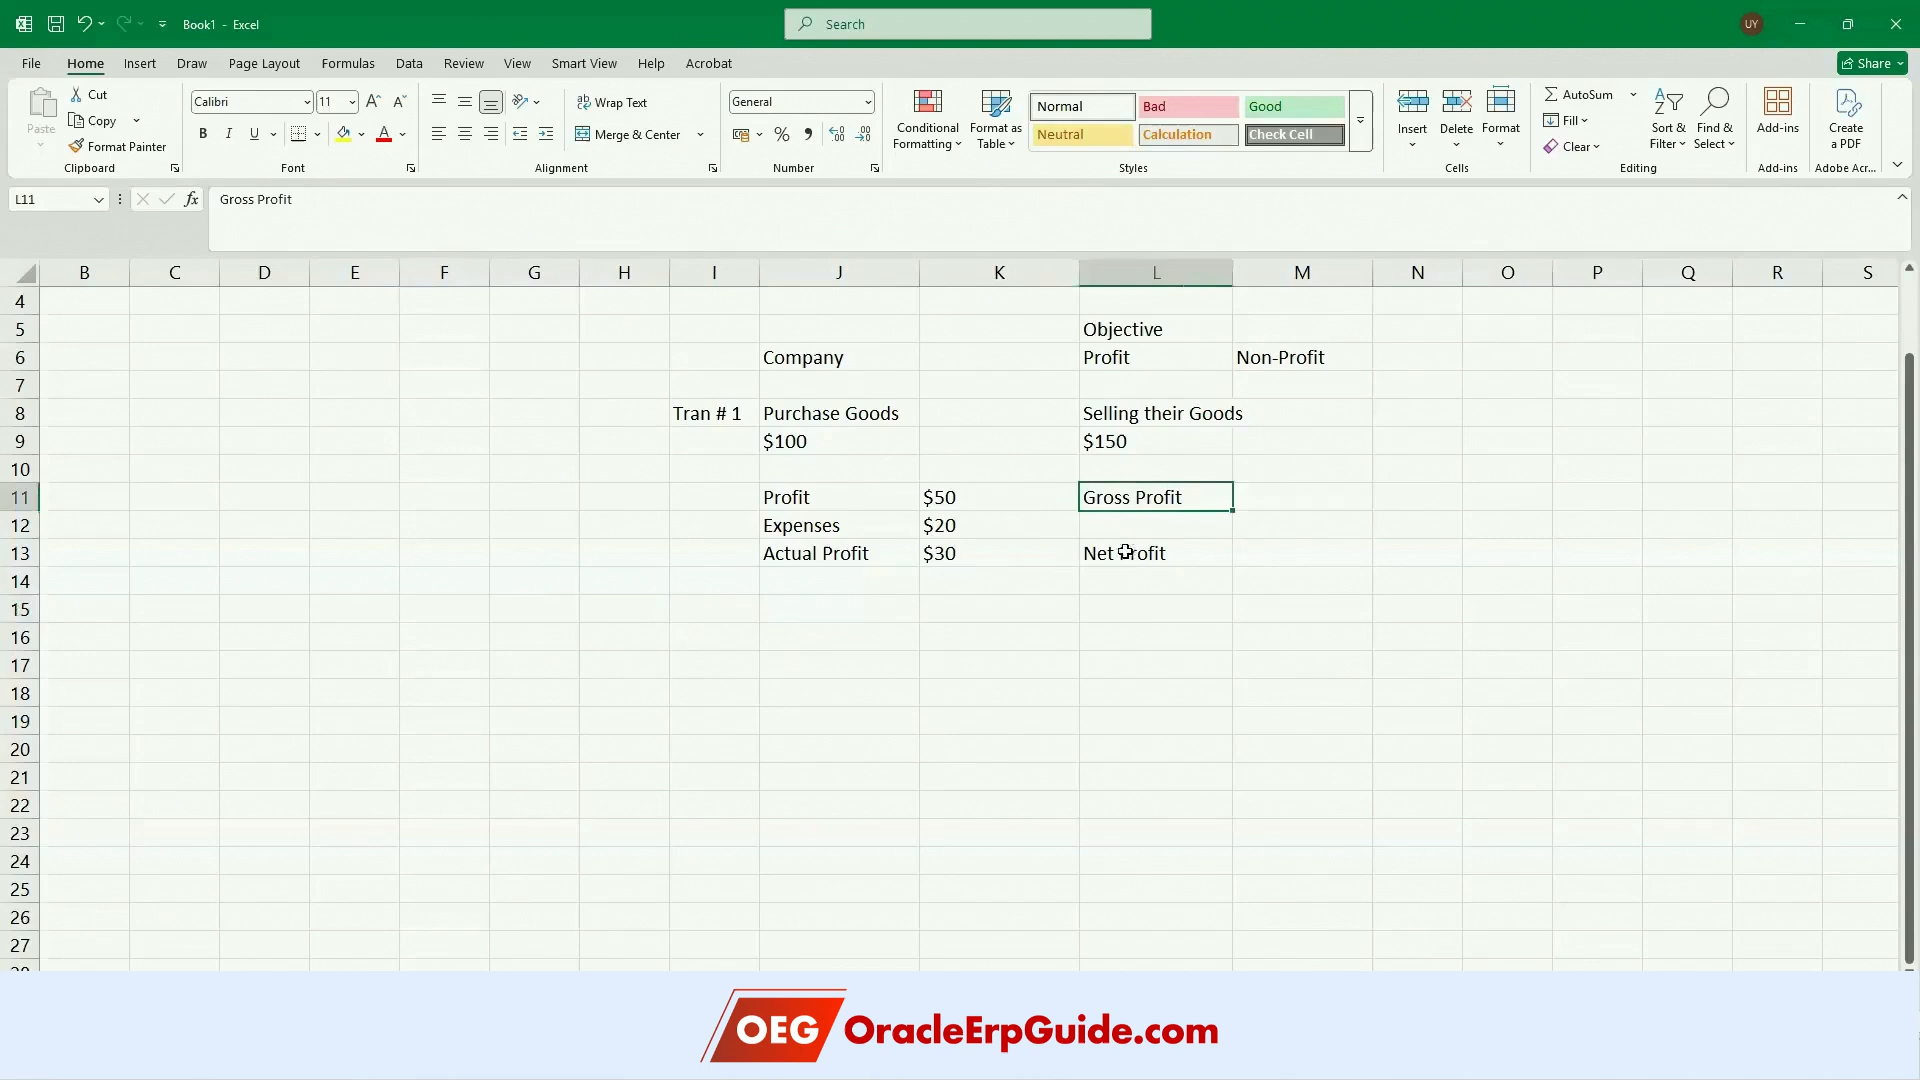 Book1 - Excel
Search
UY
File Home Insert Draw Page Layout Formulas Data Review View Smart View Help Acrobat
Share
Paste
Cut
Copy
Format Painter
Clipboard
Calibri 11
B I U
Font
Wrap Text
Merge & Center
Alignment
General
Number
Conditional Formatting
Format as Table
Normal Bad Good
Neutral Calculation Check Cell
Styles
Insert Delete Format
Cells
AutoSum
Fill
Clear
Sort & Filter
Find & Select
Editing
Add-ins
Add-ins
Create a PDF
Adobe Acr...
L11 fx Gross Profit
B C D E F G H I J K L M N O P Q R S
4
5 Objective
6 Company Profit Non-Profit
7
8 Tran # 1 Purchase Goods Selling their Goods
9 $100 $150
10
11 Profit $50 Gross Profit
12 Expenses $20
13 Actual Profit $30 Net Profit
14
15
16
17
18
19
20
21
22
23
24
25
26
27
OEG OracleErpGuide.com